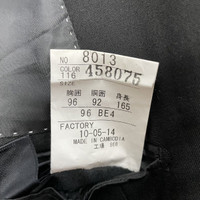 NO 8013
COLOR
116 458075
SIZE
胸囲 胴囲 身長
96 92 165
96 BE4
FACTORY
10-05-14
MADE IN CAMBODIA